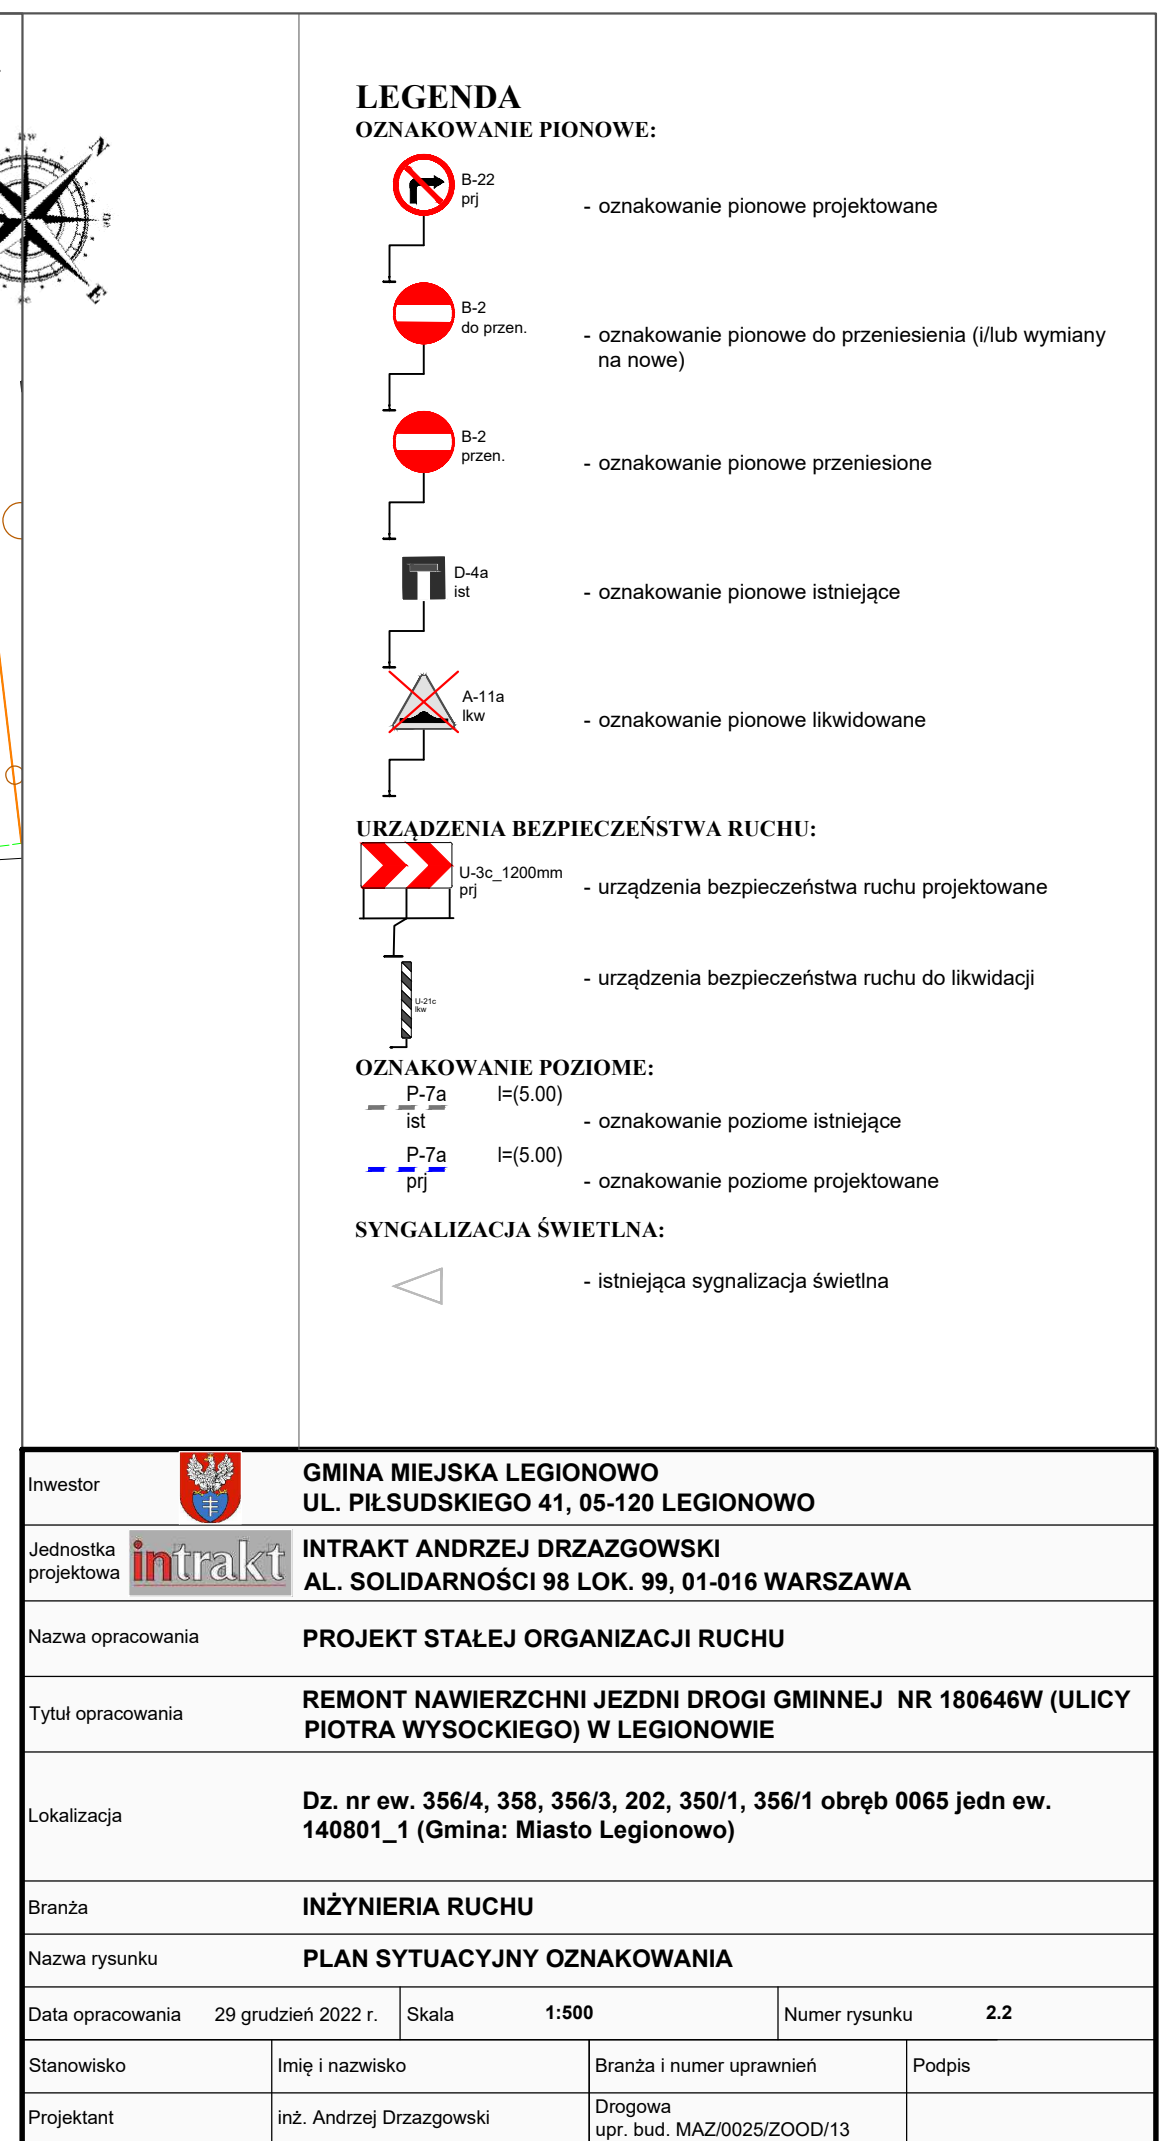 LEGENDA
OZNAKOWANIE PIONOWE:
B-22
prj
- oznakowanie pionowe projektowane
B-2
do przen.
- oznakowanie pionowe do przeniesienia (i/lub wymiany
na nowe)
B-2
przen.
- oznakowanie pionowe przeniesione
D-4a
ist
- oznakowanie pionowe istniejące
A-11a
lkw
- oznakowanie pionowe likwidowane
URZĄDZENIA BEZPIECZEŃSTWA RUCHU:
U-3c_1200mm
prj
- urządzenia bezpieczeństwa ruchu projektowane
- urządzenia bezpieczeństwa ruchu do likwidacji
U-21c
lkw
OZNAKOWANIE POZIOME:
P-7a l=(5.00)
ist
- oznakowanie poziome istniejące
P-7a l=(5.00)
prj
- oznakowanie poziome projektowane
SYNGALIZACJA ŚWIETLNA:
- istniejąca sygnalizacja świetlna
N
E
Inwestor
GMINA MIEJSKA LEGIONOWO
UL. PIŁSUDSKIEGO 41, 05-120 LEGIONOWO
Jednostka
projektowa
intrakt
INTRAKT ANDRZEJ DRZAZGOWSKI
AL. SOLIDARNOŚCI 98 LOK. 99, 01-016 WARSZAWA
Nazwa opracowania
PROJEKT STAŁEJ ORGANIZACJI RUCHU
Tytuł opracowania
REMONT NAWIERZCHNI JEZDNI DROGI GMINNEJ NR 180646W (ULICY
PIOTRA WYSOCKIEGO) W LEGIONOWIE
Lokalizacja
Dz. nr ew. 356/4, 358, 356/3, 202, 350/1, 356/1 obręb 0065 jedn ew.
140801_1 (Gmina: Miasto Legionowo)
Branża
INŻYNIERIA RUCHU
Nazwa rysunku
PLAN SYTUACYJNY OZNAKOWANIA
Data opracowania 29 grudzień 2022 r. Skala 1:500 Numer rysunku 2.2
Stanowisko Imię i nazwisko Branża i numer uprawnień Podpis
Projektant inż. Andrzej Drzazgowski
Drogowa
upr. bud. MAZ/0025/ZOOD/13